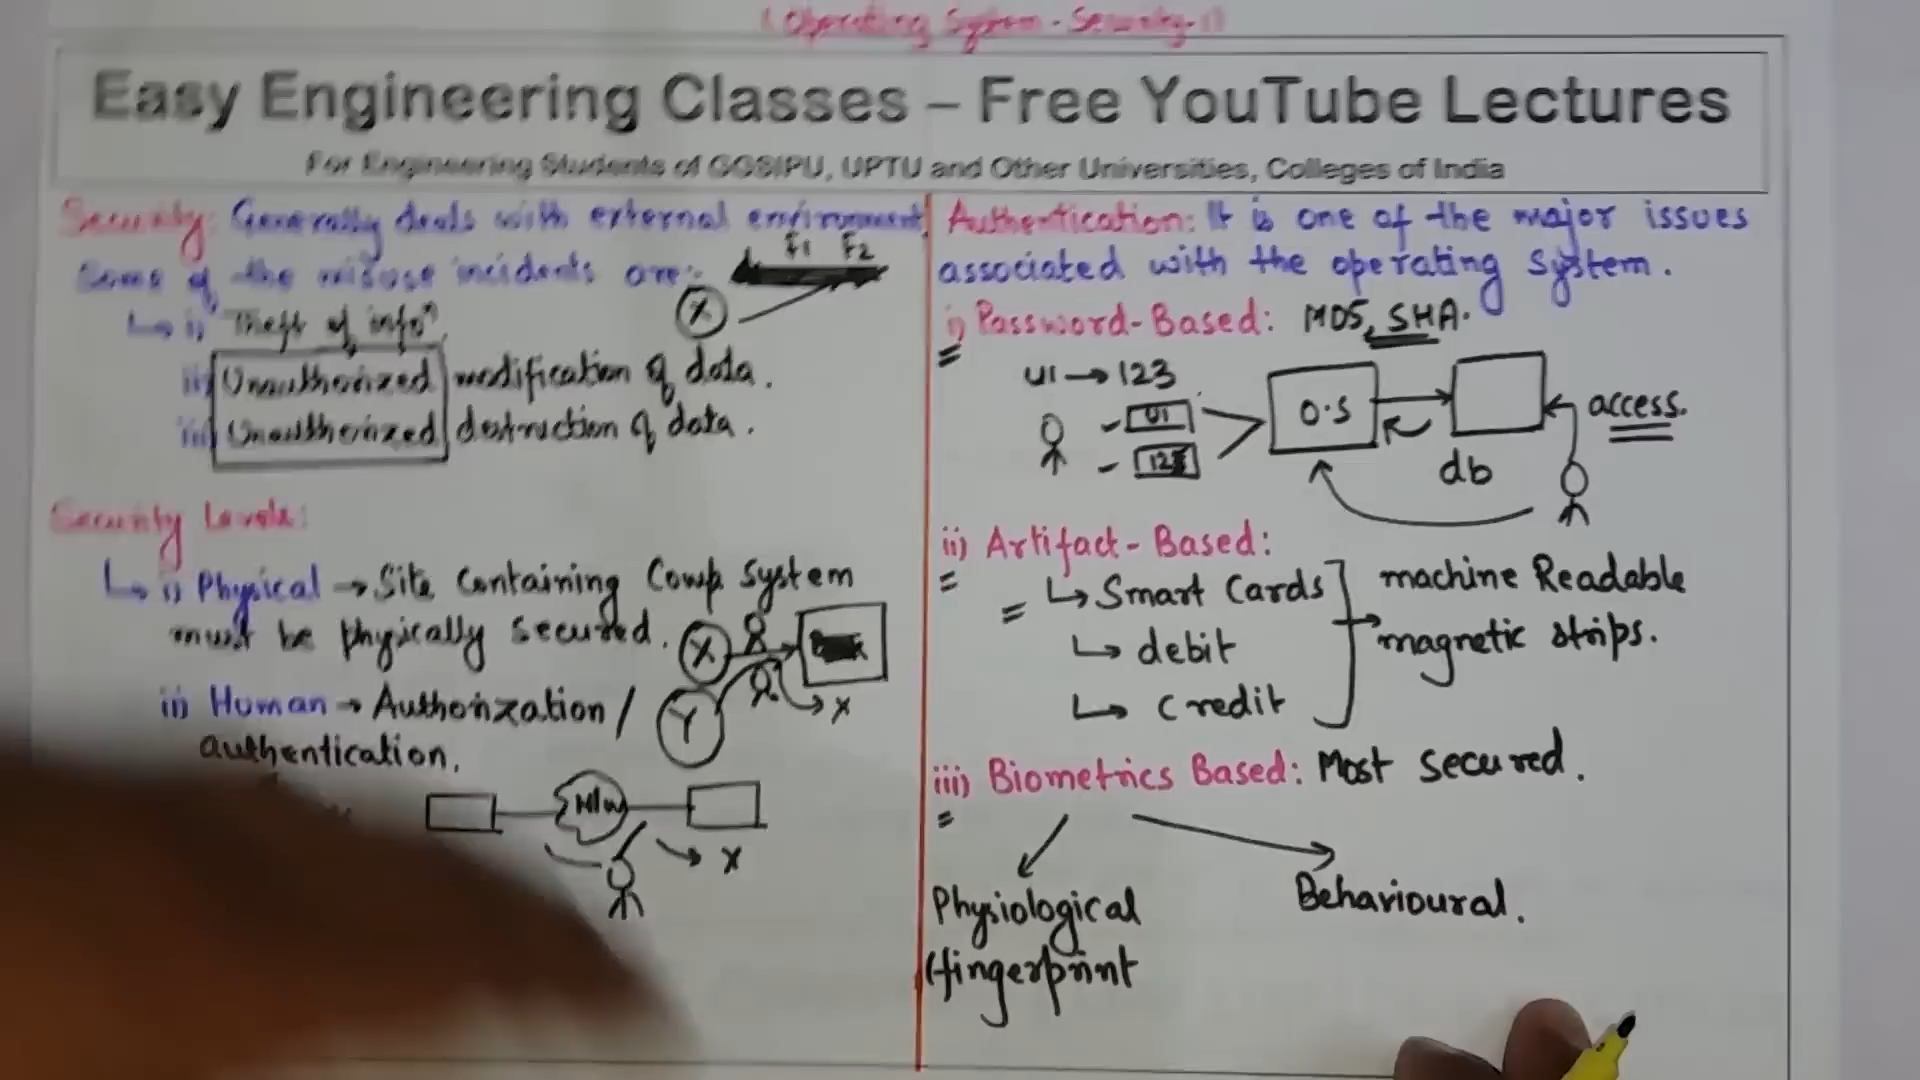 (Operating System - Security-1)
Easy Engineering Classes – Free YouTube Lectures
For Engineering Students of GGSIPU, UPTU and Other Universities, Colleges of India
Security: Generally deals with external environment.
Some of the misuse incidents are:-
F1 F2
X
i) Theft of infoⁿ.
ii) Unauthorized modification of data.
iii) Unauthorized destruction of data.
Security Levels:
i) Physical → Site Containing Comp. System
must be physically secured.
X
ii) Human → Authorization /
authentication.
Y
X
N/w
X
Authentication: It is one of the major issues
associated with the operating system.
i) Password-Based: MD5, SHA.
U1 → 123
U1
123
O.S
db
access.
ii) Artifact-Based:
Smart Cards
debit
Credit
machine Readable
magnetic strips.
iii) Biometrics Based: Most secured.
Physiological
(fingerprint
Behavioural.